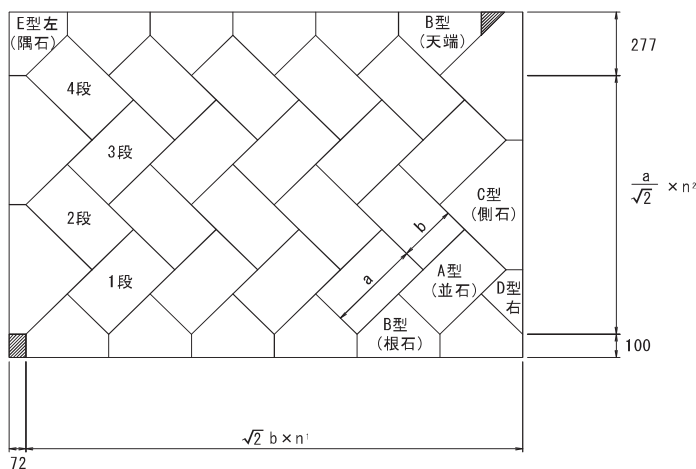 E型左
(隅石)
B型
(天端)
277
4段
3段
a/√2 × n²
C型
(側石)
2段
b
1段
a
A型
(並石)
D型
右
B型
(根石)
100
√2 b×n¹
72